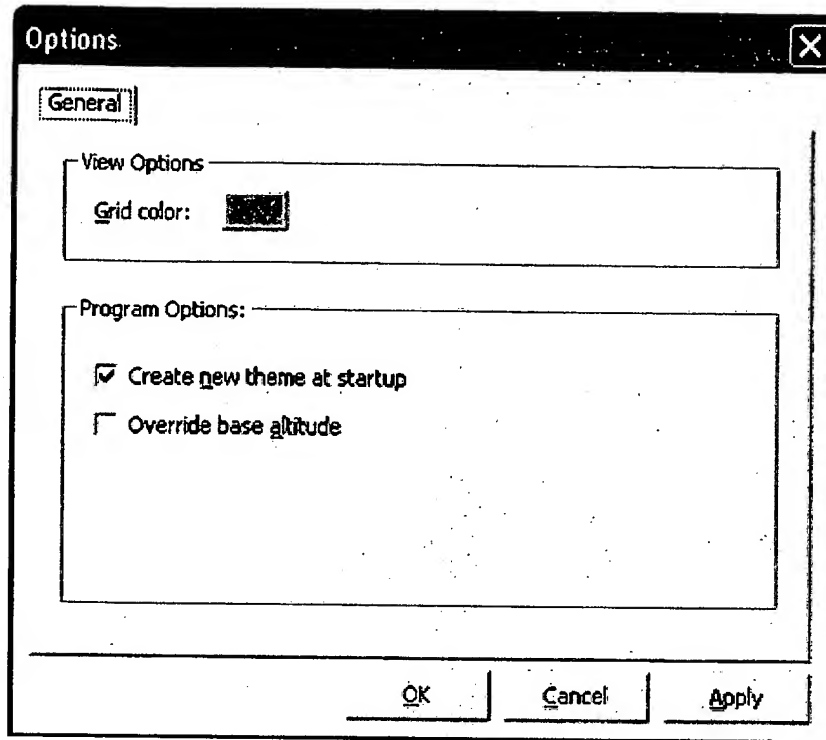 Options
General
View Options
Grid color:
Program Options:
Create new theme at startup
Override base altitude
OK Cancel Apply